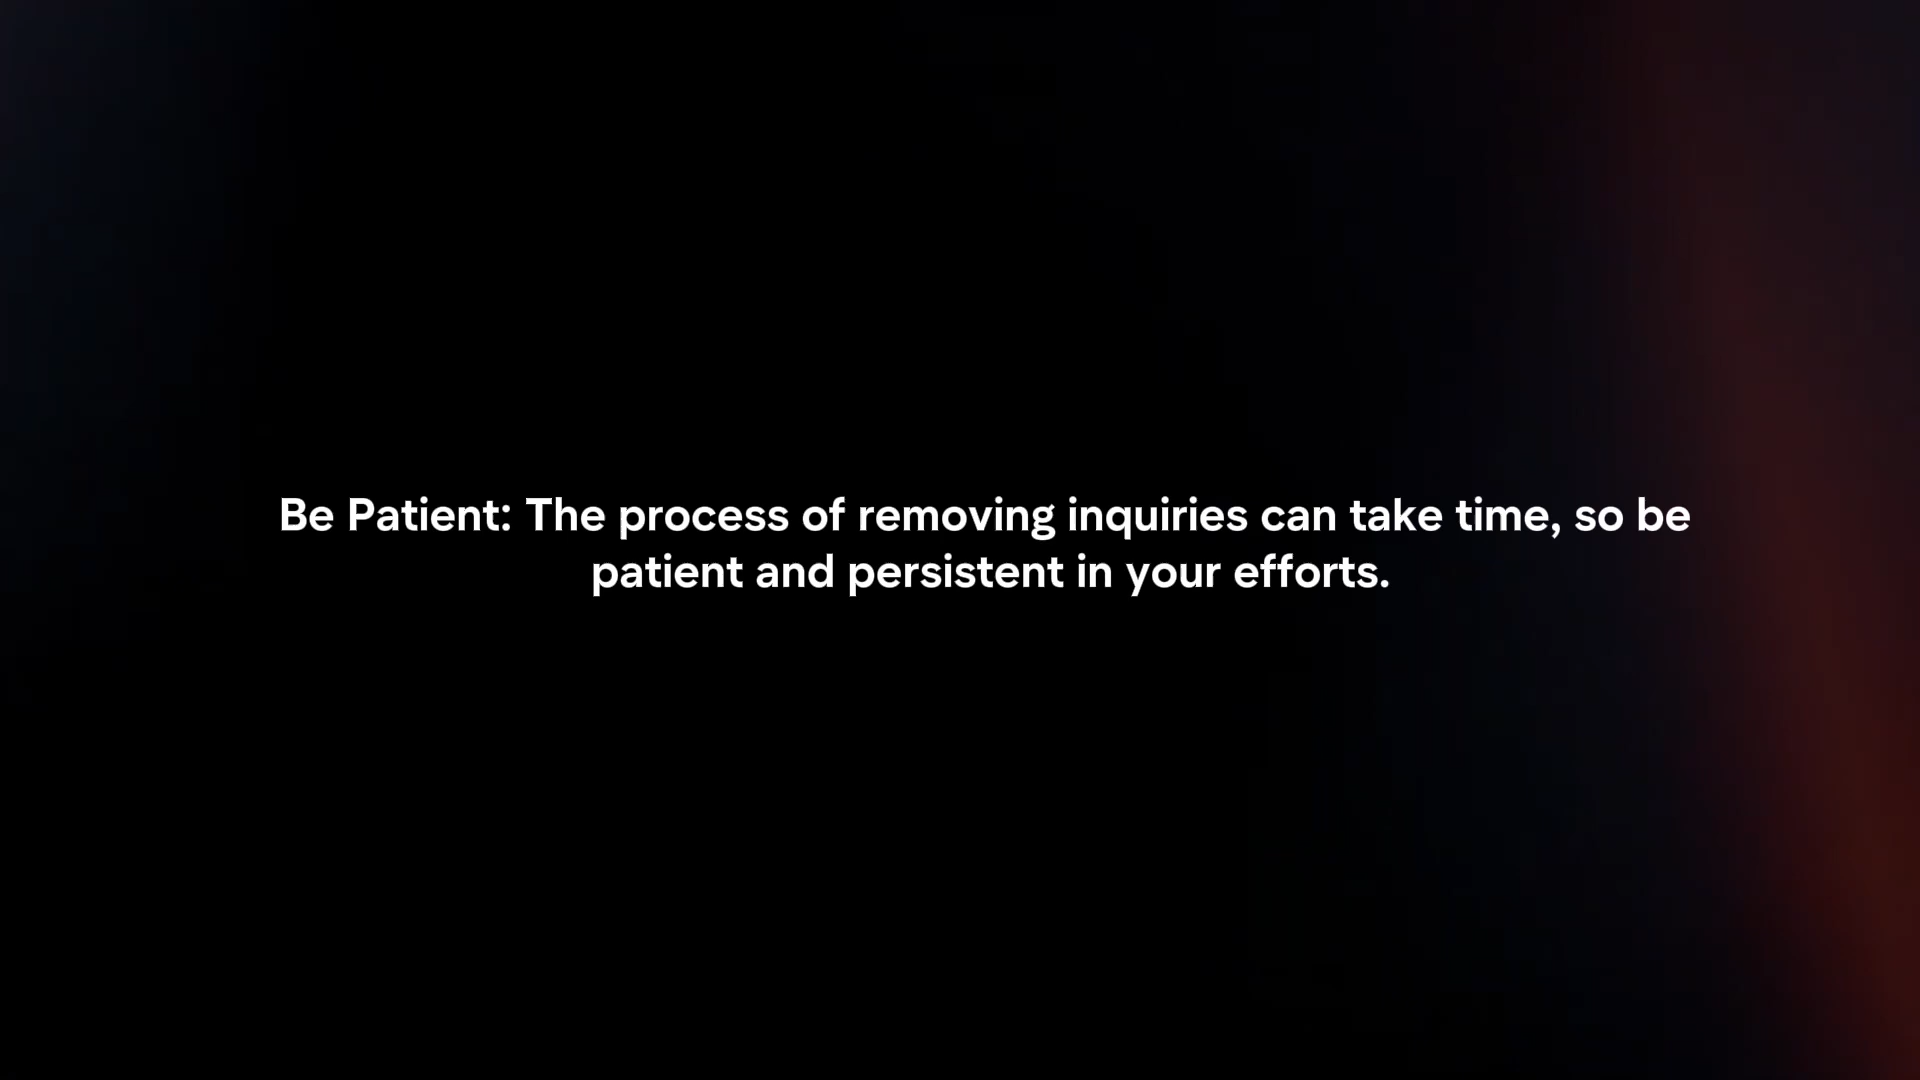 Be Patient: The process of removing inquiries can take time, so be
patient and persistent in your efforts.